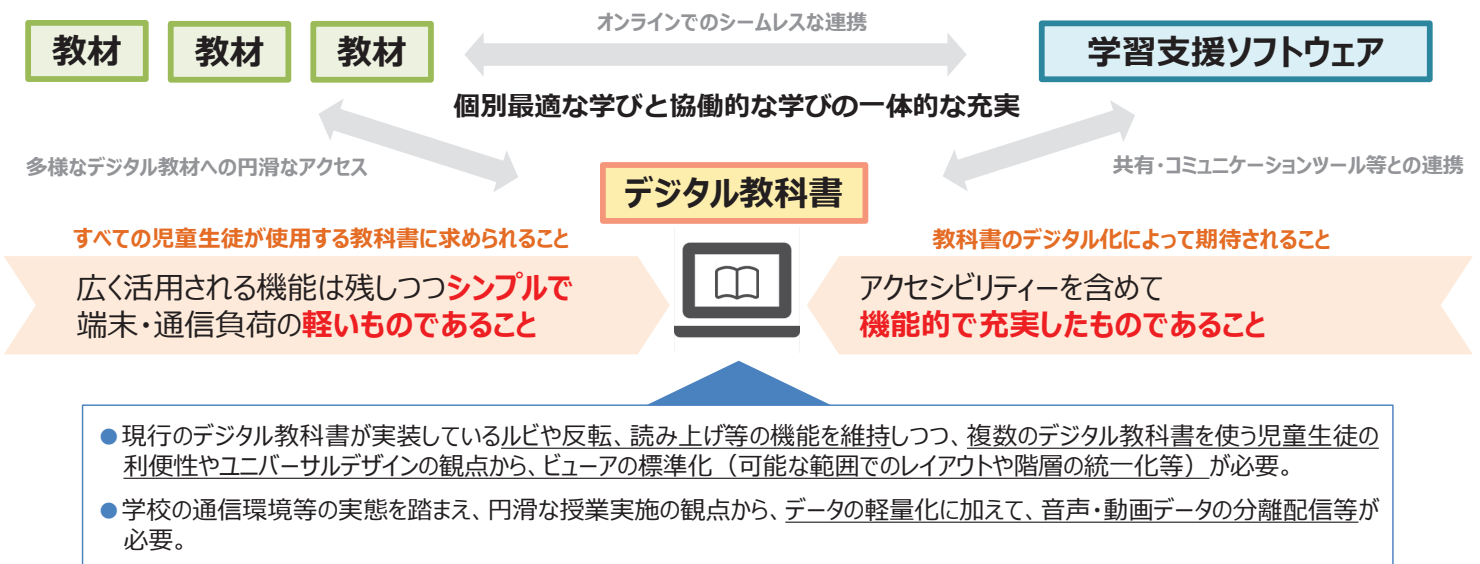 オンラインでのシームレスな連携
教材
教材
教材
学習支援ソフトウェア
個別最適な学びと協働的な学びの一体的な充実
多様なデジタル教材への円滑なアクセス
共有・コミュニケーションツール等との連携
デジタル教科書
すべての児童生徒が使用する教科書に求められること
広く活用される機能は残しつつシンプルで
端末・通信負荷の軽いものであること
教科書のデジタル化によって期待されること
アクセシビリティーを含めて
機能的で充実したものであること
●現行のデジタル教科書が実装しているルビや反転、読み上げ等の機能を維持しつつ、複数のデジタル教科書を使う児童生徒の
利便性やユニバーサルデザインの観点から、ビューアの標準化（可能な範囲でのレイアウトや階層の統一化等）が必要。
●学校の通信環境等の実態を踏まえ、円滑な授業実施の観点から、データの軽量化に加えて、音声・動画データの分離配信等が
必要。